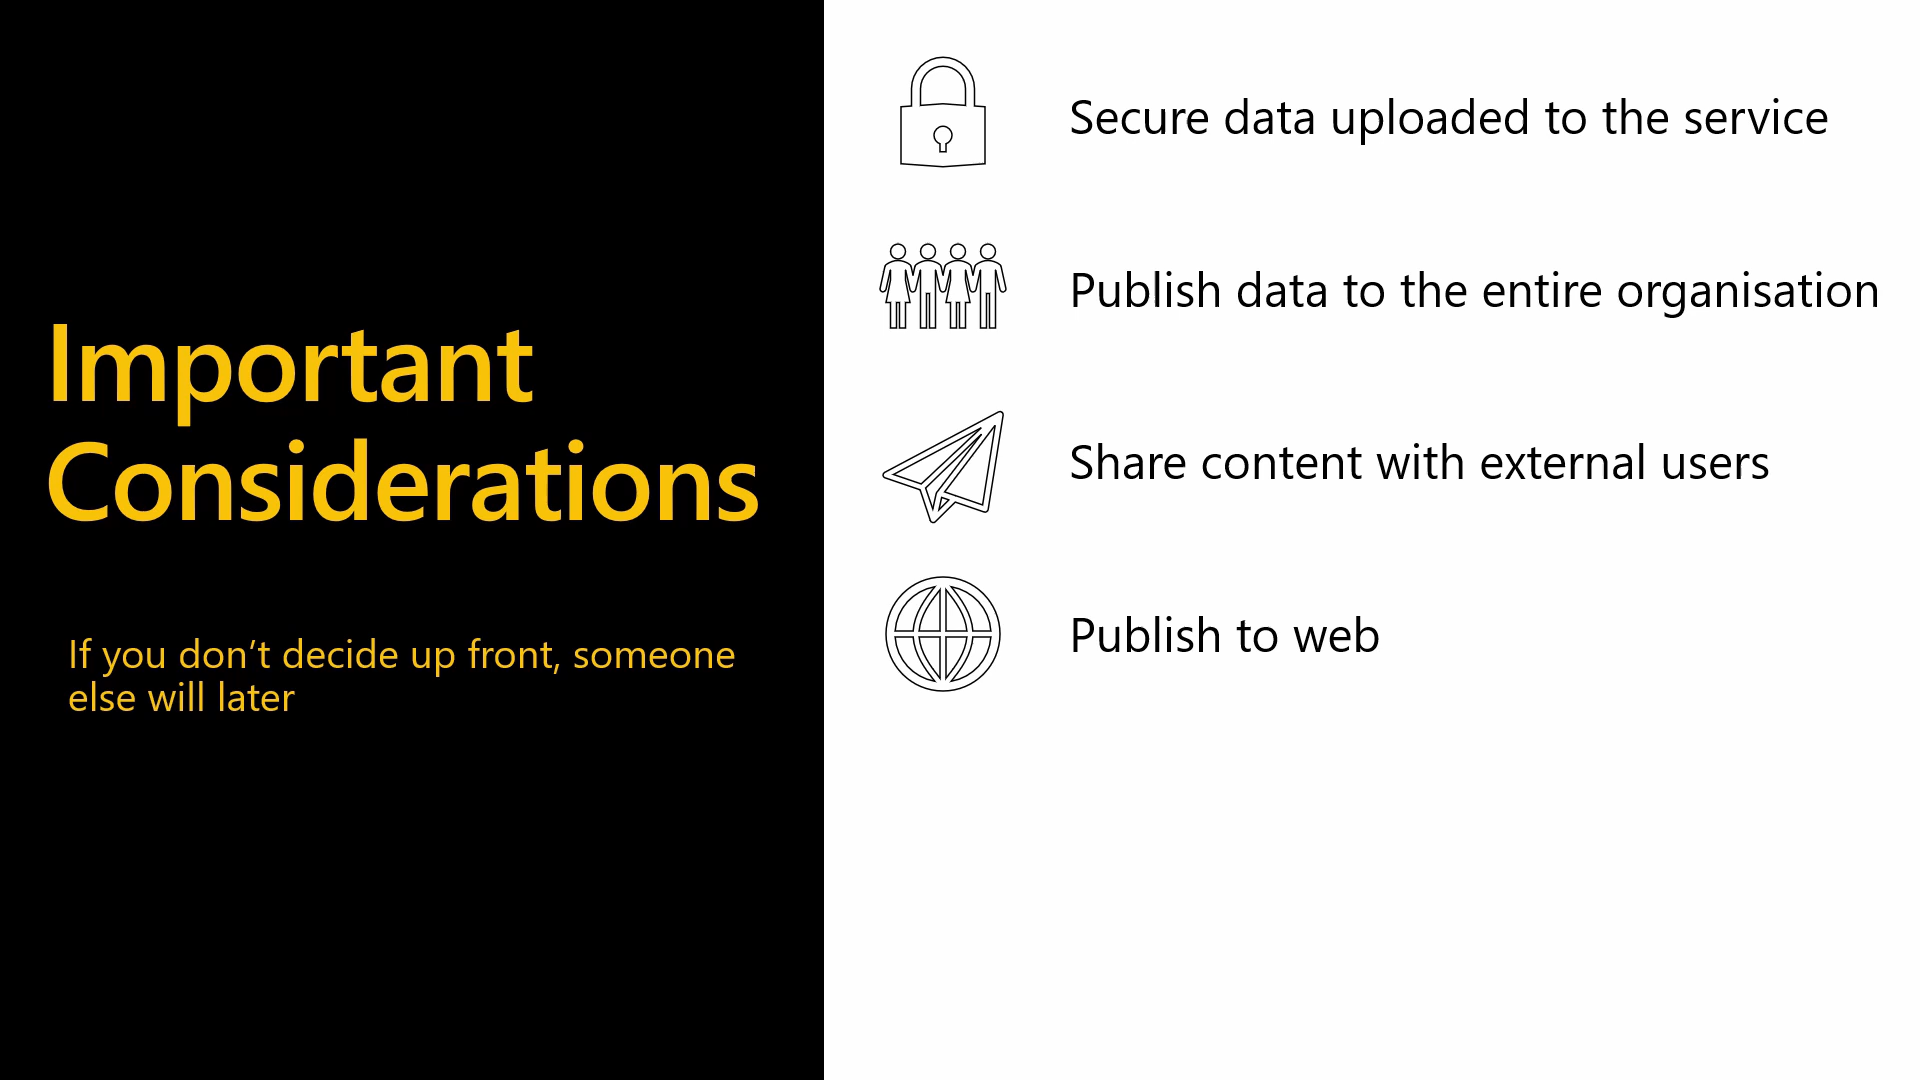 Important
Considerations
If you don’t decide up front, someone
else will later
Secure data uploaded to the service
Publish data to the entire organisation
Share content with external users
Publish to web